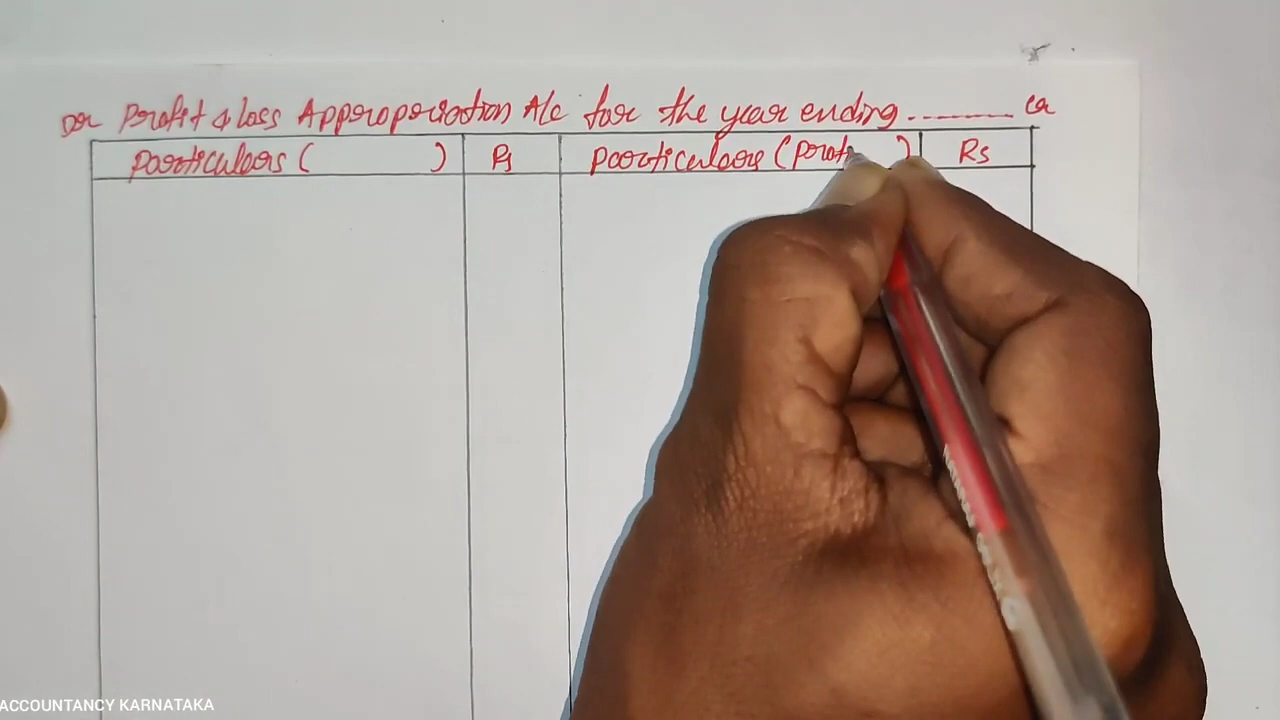 Dr Profit & loss Appropriation A/c for the year ending ......... Cr
Particulars ( ) Rs Particulars (Prof ) Rs
ACCOUNTANCY KARNATAKA